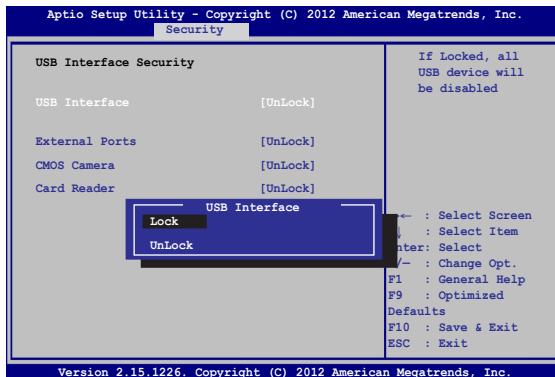 Aptio Setup Utility - Copyright (C) 2012 American Megatrends, Inc.
Security
USB Interface Security
USB Interface [UnLock]
External Ports [UnLock]
CMOS Camera [UnLock]
Card Reader [UnLock]
USB Interface
Lock
UnLock
If Locked, all
USB device will
be disabled
: Select Screen
: Select Item
: Select
: Change Opt.
F1 : General Help
F9 : Optimized
Defaults
F10 : Save & Exit
ESC : Exit
Version 2.15.1226. Copyright (C) 2012 American Megatrends, Inc.